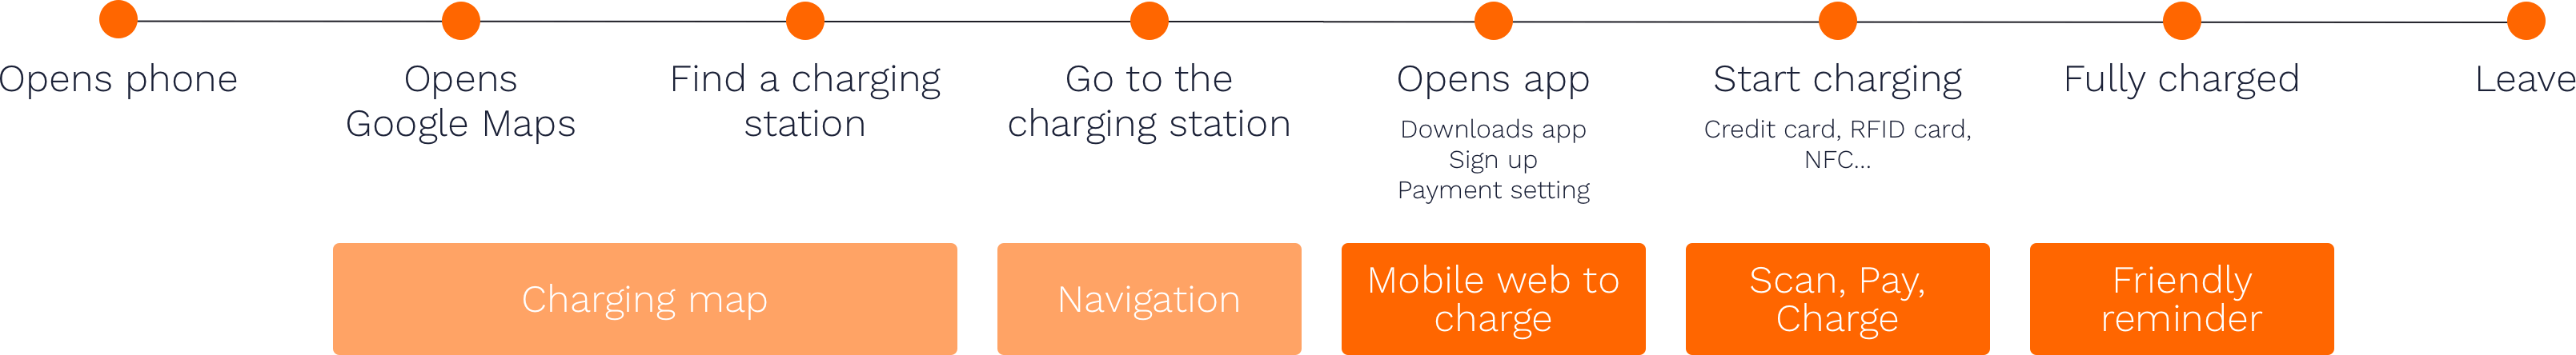 Opens phone
Opens
Google Maps
Find a charging
station
Go to the
charging station
Opens app
Downloads app
Sign up
Payment setting
Start charging
Credit card, RFID card,
NFC...
Fully charged
Leave
Charging map
Navigation
Mobile web to
charge
Scan, Pay,
Charge
Friendly
reminder